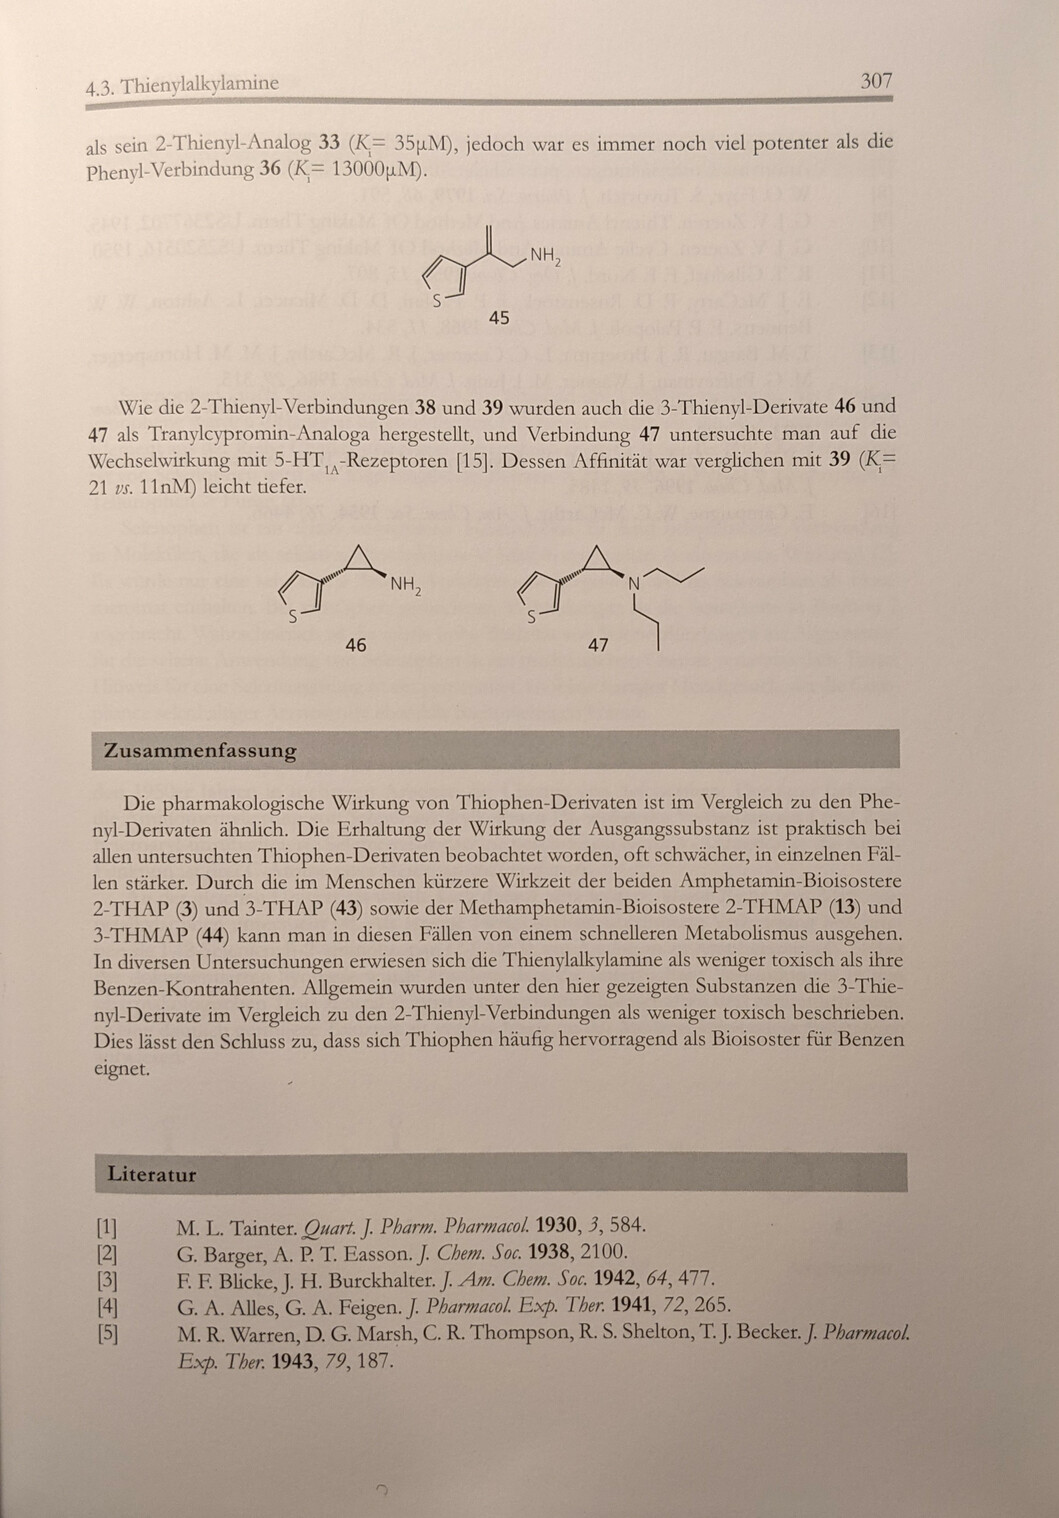 4.3. Thienylalkylamine 307
als sein 2-Thienyl-Analog 33 (Ki= 35µM), jedoch war es immer noch viel potenter als die
Phenyl-Verbindung 36 (Ki= 13000µM).
NH2
S
45
Wie die 2-Thienyl-Verbindungen 38 und 39 wurden auch die 3-Thienyl-Derivate 46 und
47 als Tranylcypromin-Analoga hergestellt, und Verbindung 47 untersuchte man auf die
Wechselwirkung mit 5-HT1A-Rezeptoren [15]. Dessen Affinität war verglichen mit 39 (Ki=
21 vs. 11nM) leicht tiefer.
NH2 N
S S
46 47
Zusammenfassung
Die pharmakologische Wirkung von Thiophen-Derivaten ist im Vergleich zu den Phe-
nyl-Derivaten ähnlich. Die Erhaltung der Wirkung der Ausgangssubstanz ist praktisch bei
allen untersuchten Thiophen-Derivaten beobachtet worden, oft schwächer, in einzelnen Fäl-
len stärker. Durch die im Menschen kürzere Wirkzeit der beiden Amphetamin-Bioisostere
2-THAP (3) und 3-THAP (43) sowie der Methamphetamin-Bioisostere 2-THMAP (13) und
3-THMAP (44) kann man in diesen Fällen von einem schnelleren Metabolismus ausgehen.
In diversen Untersuchungen erwiesen sich die Thienylalkylamine als weniger toxisch als ihre
Benzen-Kontrahenten. Allgemein wurden unter den hier gezeigten Substanzen die 3-Thie-
nyl-Derivate im Vergleich zu den 2-Thienyl-Verbindungen als weniger toxisch beschrieben.
Dies lässt den Schluss zu, dass sich Thiophen häufig hervorragend als Bioisoster für Benzen
eignet.
Literatur
[1] M. L. Tainter. Quart. J. Pharm. Pharmacol. 1930, 3, 584.
[2] G. Barger, A. P. T. Easson. J. Chem. Soc. 1938, 2100.
[3] F. F. Blicke, J. H. Burckhalter. J. Am. Chem. Soc. 1942, 64, 477.
[4] G. A. Alles, G. A. Feigen. J. Pharmacol. Exp. Ther. 1941, 72, 265.
[5] M. R. Warren, D. G. Marsh, C. R. Thompson, R. S. Shelton, T. J. Becker. J. Pharmacol.
Exp. Ther. 1943, 79, 187.